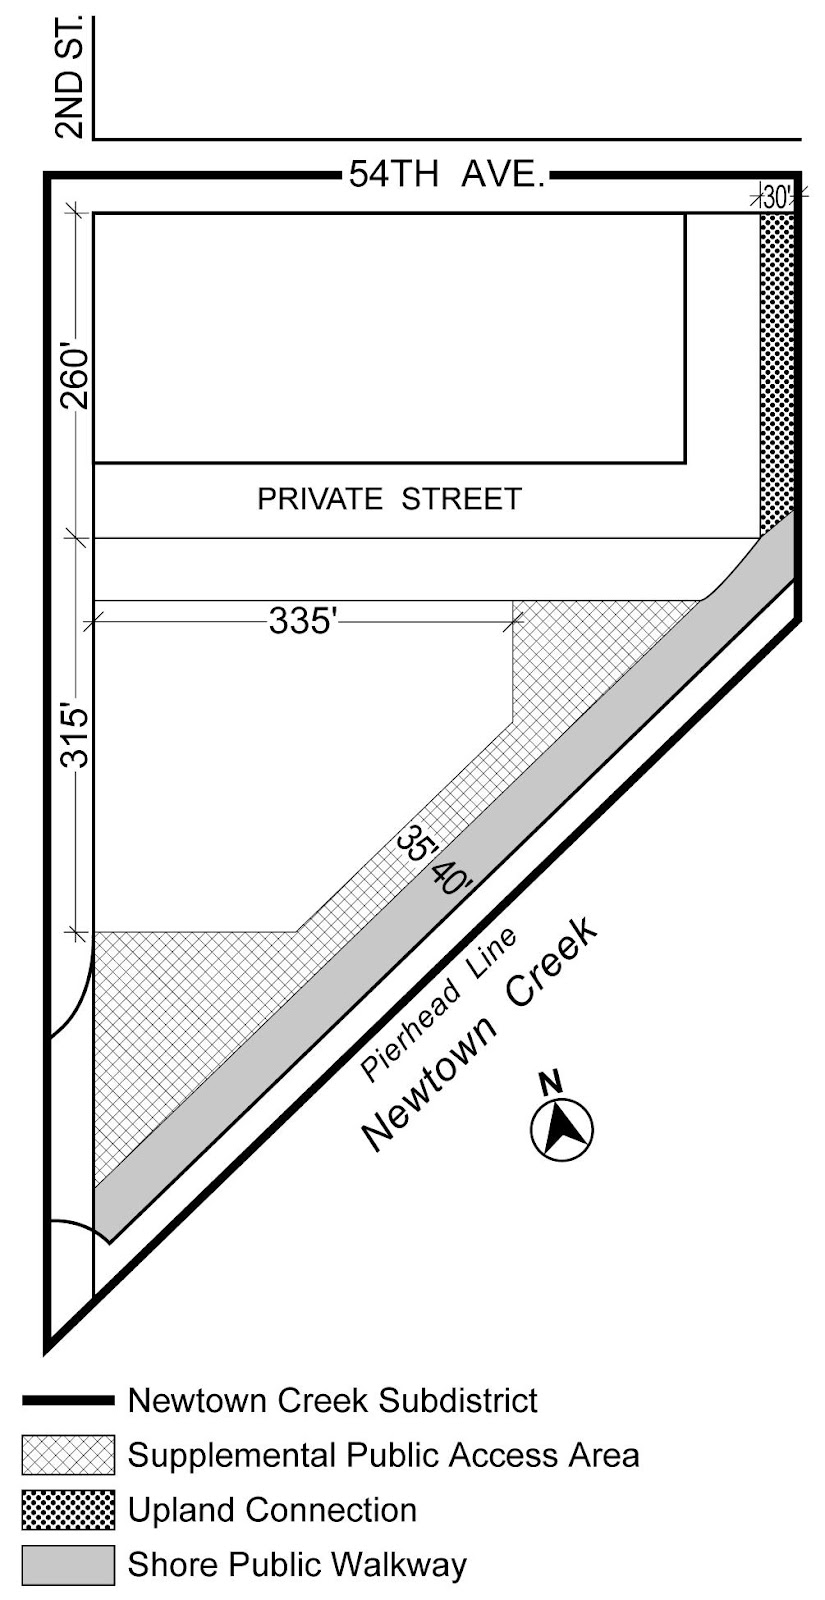 2ND ST.
54TH AVE.
30'
260'
PRIVATE STREET
335'
315'
35'
40'
Pierhead Line
Newtown Creek
N
Newtown Creek Subdistrict
Supplemental Public Access Area
Upland Connection
Shore Public Walkway